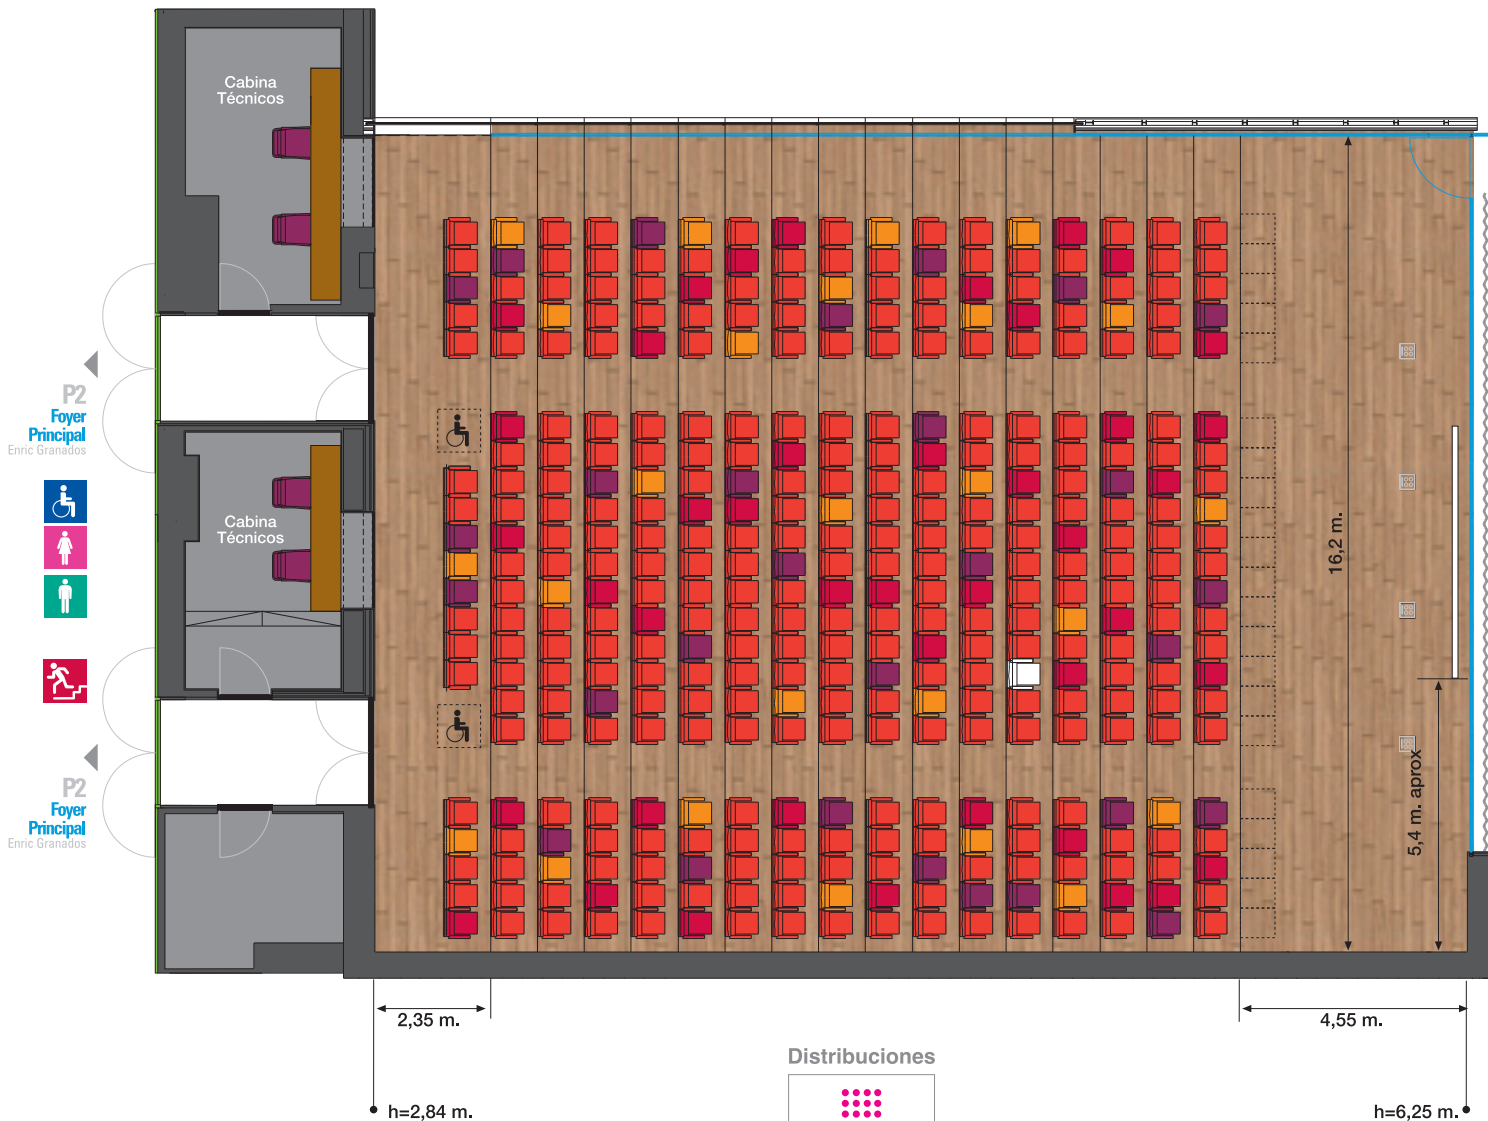 Cabina
Técnicos
P2
Foyer
Principal
Enric Granados
Cabina
Técnicos
16,2 m.
P2
Foyer
Principal
Enric Granados
5,4 m. aprox
2,35 m.
4,55 m.
Distribuciones
h=2,84 m.
h=6,25 m.